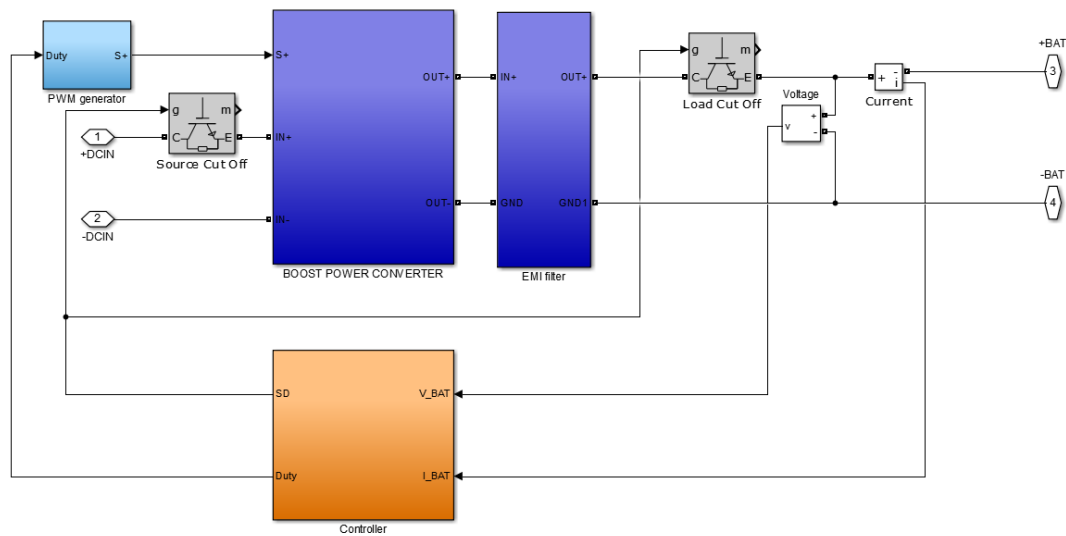 Duty
S+
PWM generator
g
m
C
E
Source Cut Off
1
+DCIN
2
-DCIN
S+
IN+
IN-
OUT+
OUT-
BOOST POWER CONVERTER
IN+
GND
OUT+
GND1
EMI filter
g
m
C
E
Load Cut Off
Voltage
+
v
-
+
-
i
Current
+BAT
3
-BAT
4
SD
Duty
V_BAT
I_BAT
Controller